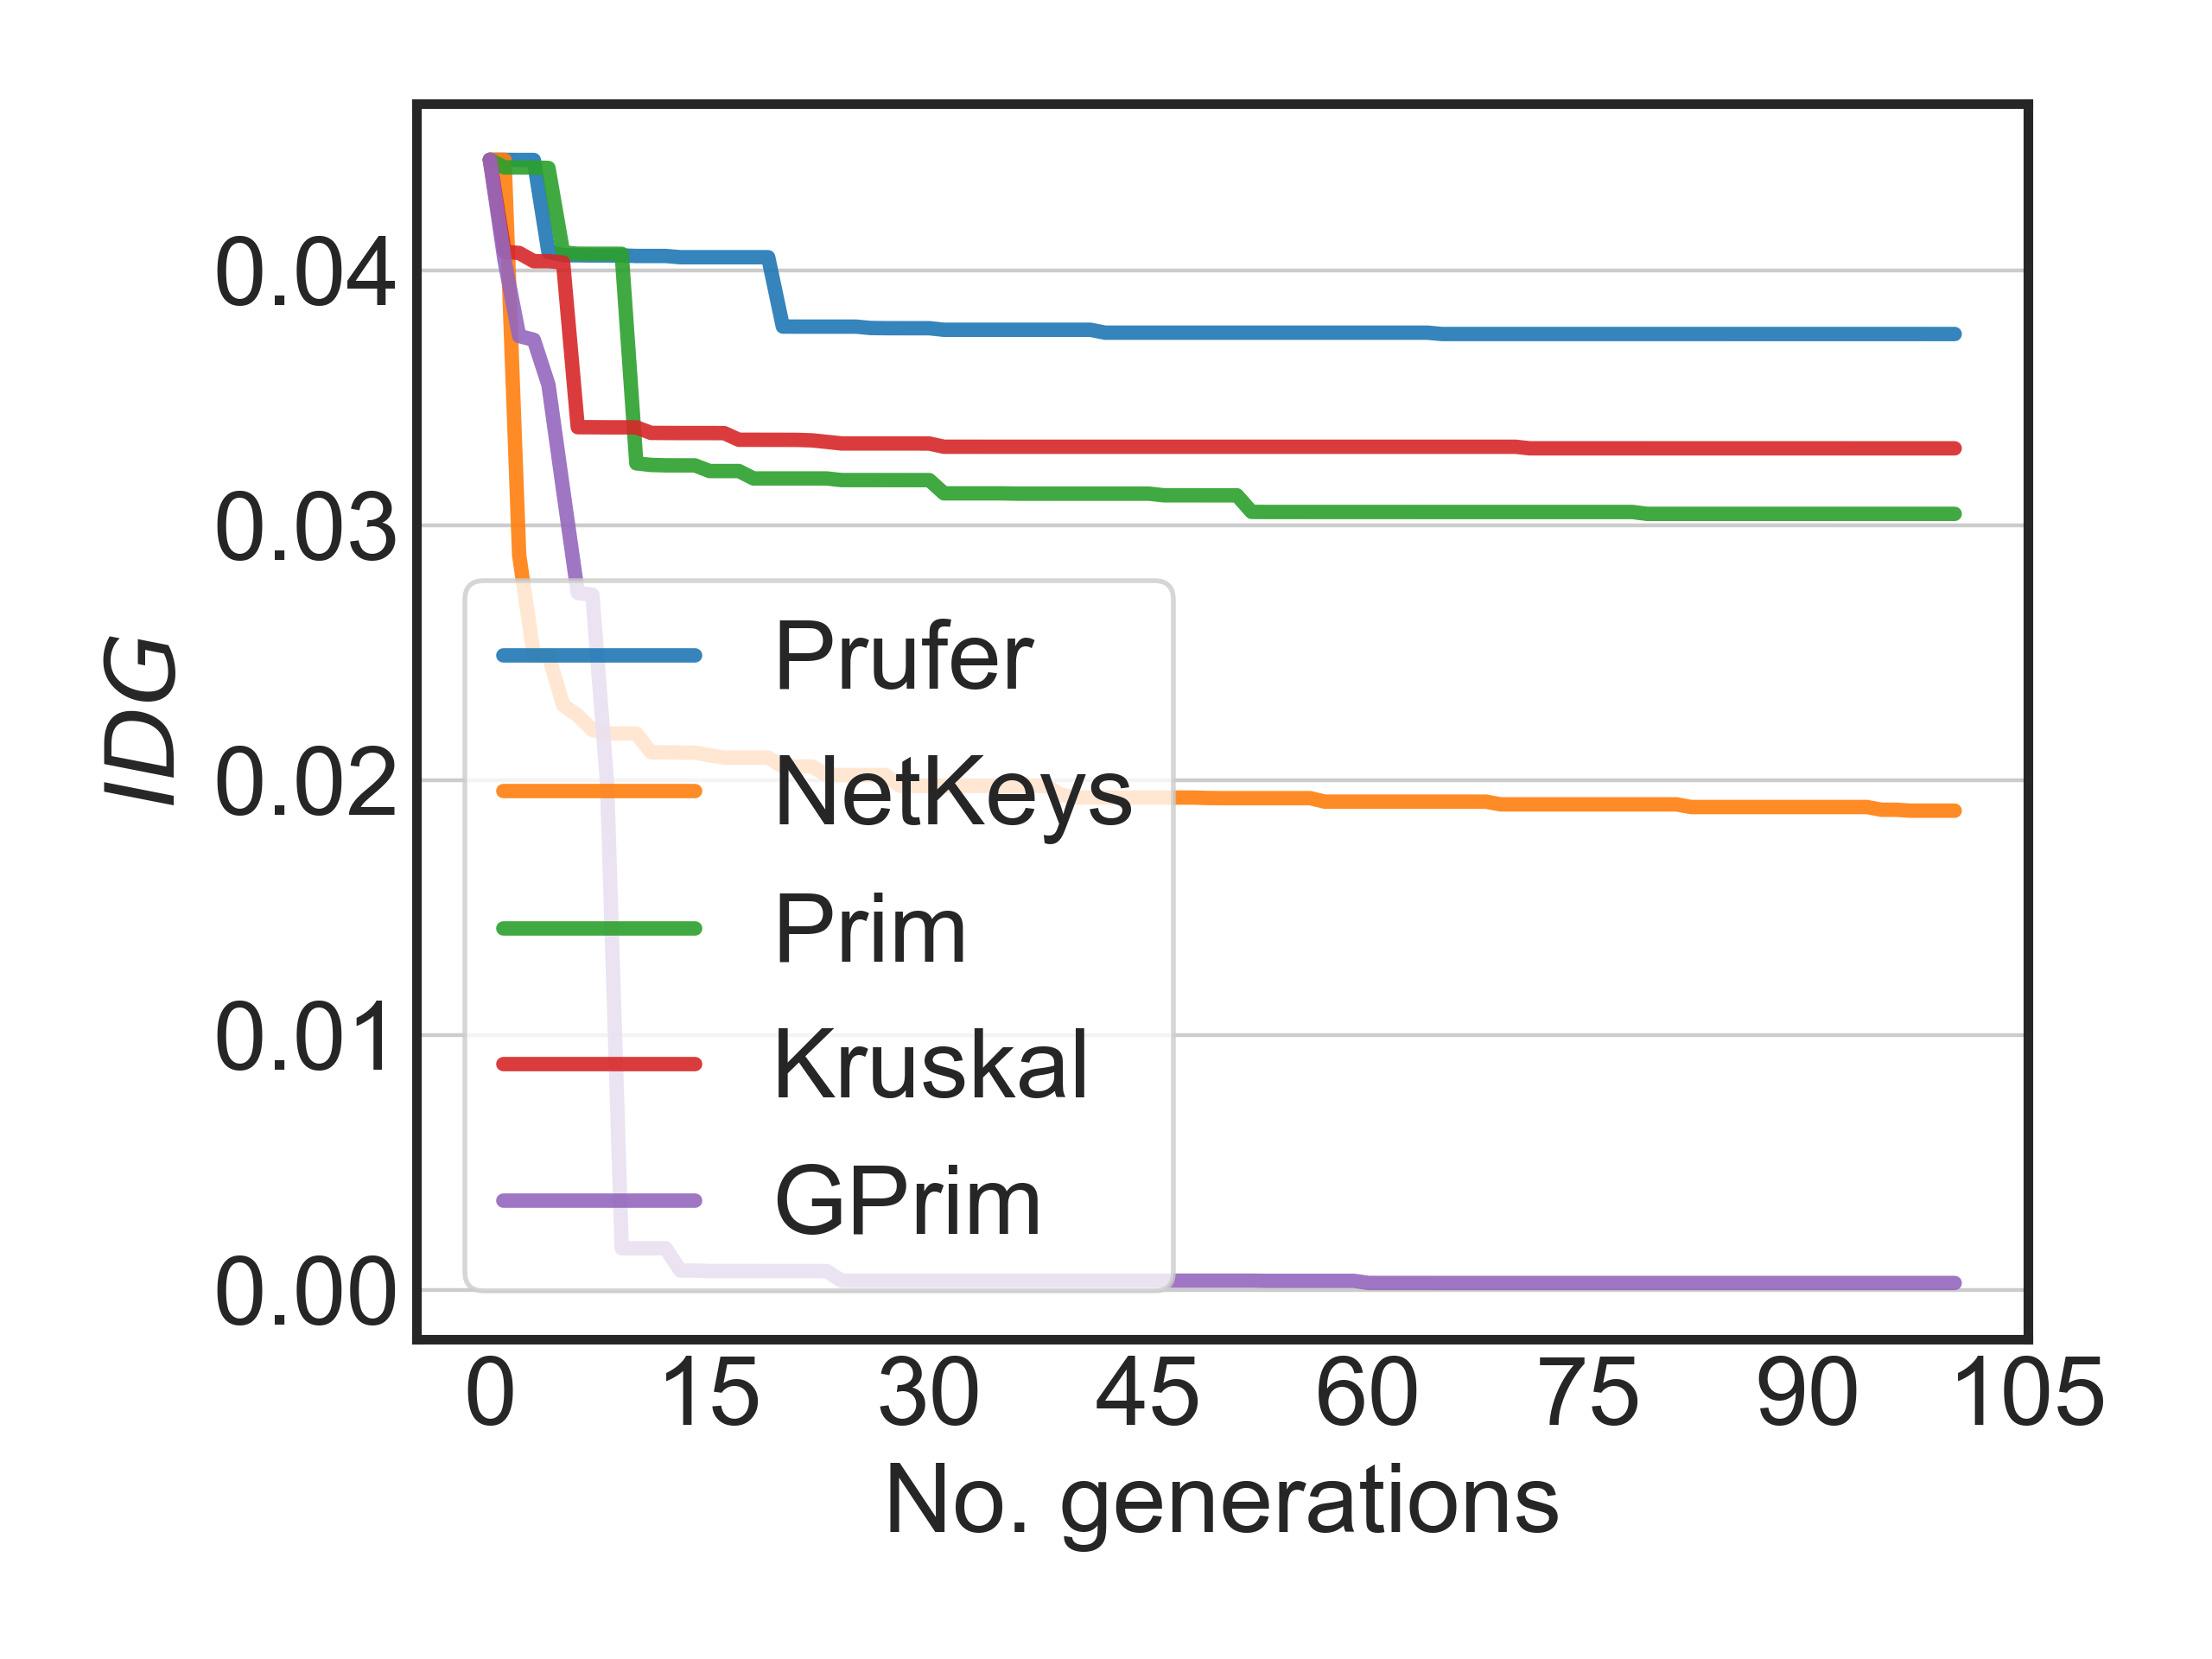 0.04
0.03
0.02
0.01
0.00
IDG
Prufer
NetKeys
Prim
Kruskal
GPrim
0 15 30 45 60 75 90 105
No. generations